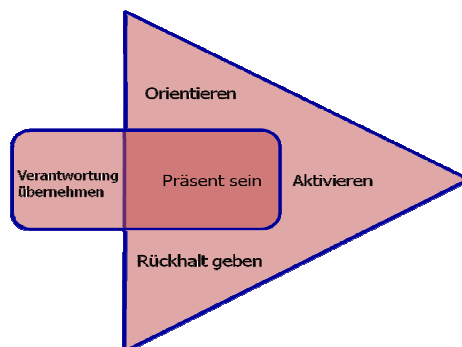 Orientieren
Verantwortung
übernehmen
Präsent sein
Aktivieren
Rückhalt geben